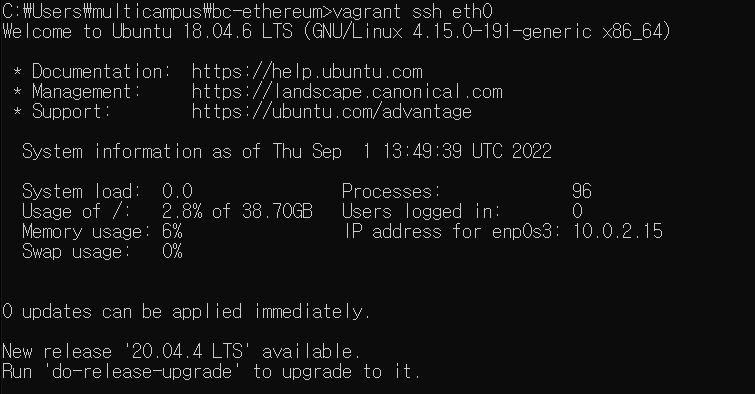 C:₩Users₩multicampus₩bc-ethereum>vagrant ssh eth0
Welcome to Ubuntu 18.04.6 LTS (GNU/Linux 4.15.0-191-generic x86_64)
* Documentation: https://help.ubuntu.com
* Management: https://landscape.canonical.com
* Support: https://ubuntu.com/advantage
System information as of Thu Sep 1 13:49:39 UTC 2022
System load: 0.0 Processes: 96
Usage of /: 2.8% of 38.70GB Users logged in: 0
Memory usage: 6% IP address for enp0s3: 10.0.2.15
Swap usage: 0%
0 updates can be applied immediately.
New release '20.04.4 LTS' available.
Run 'do-release-upgrade' to upgrade to it.